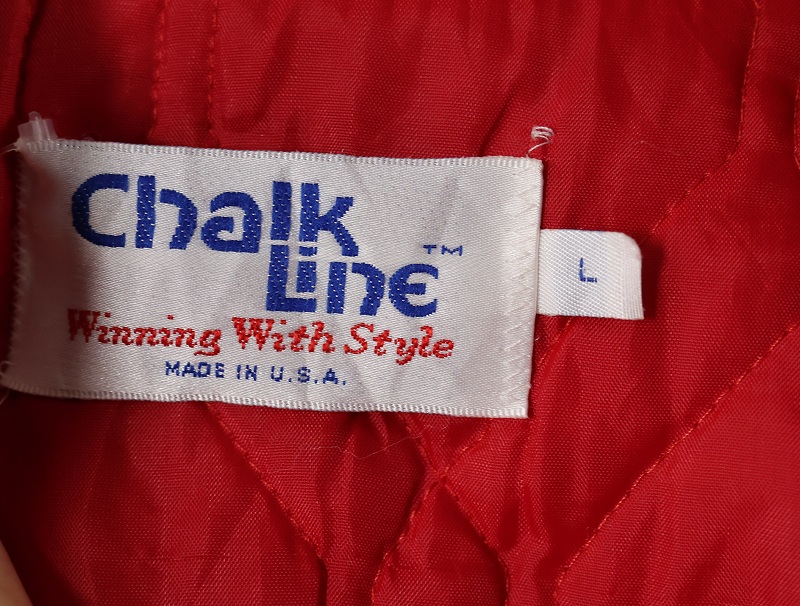 Chalk
Line™
Winning With Style
MADE IN U.S.A.
L